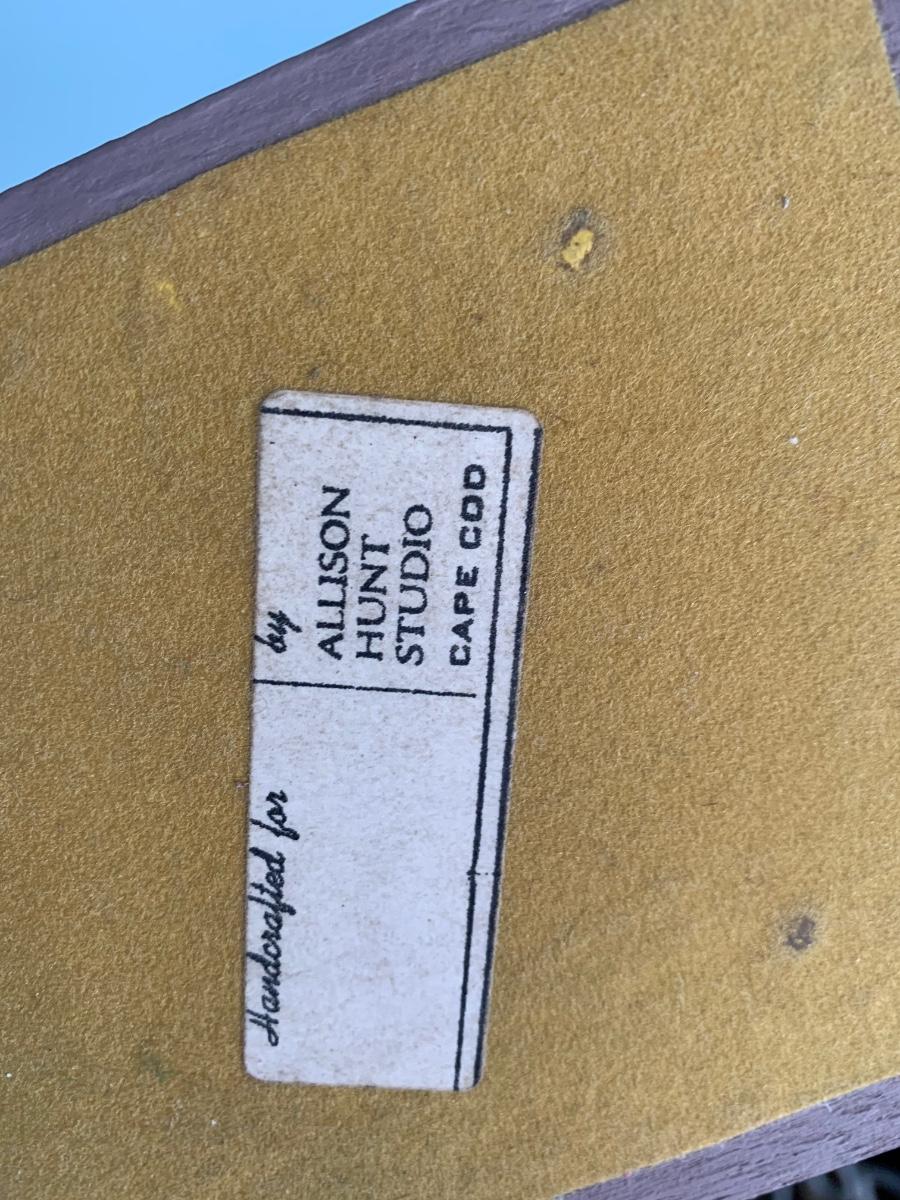 Handcrafted for
by
ALLISON
HUNT
STUDIO
CAPE COD